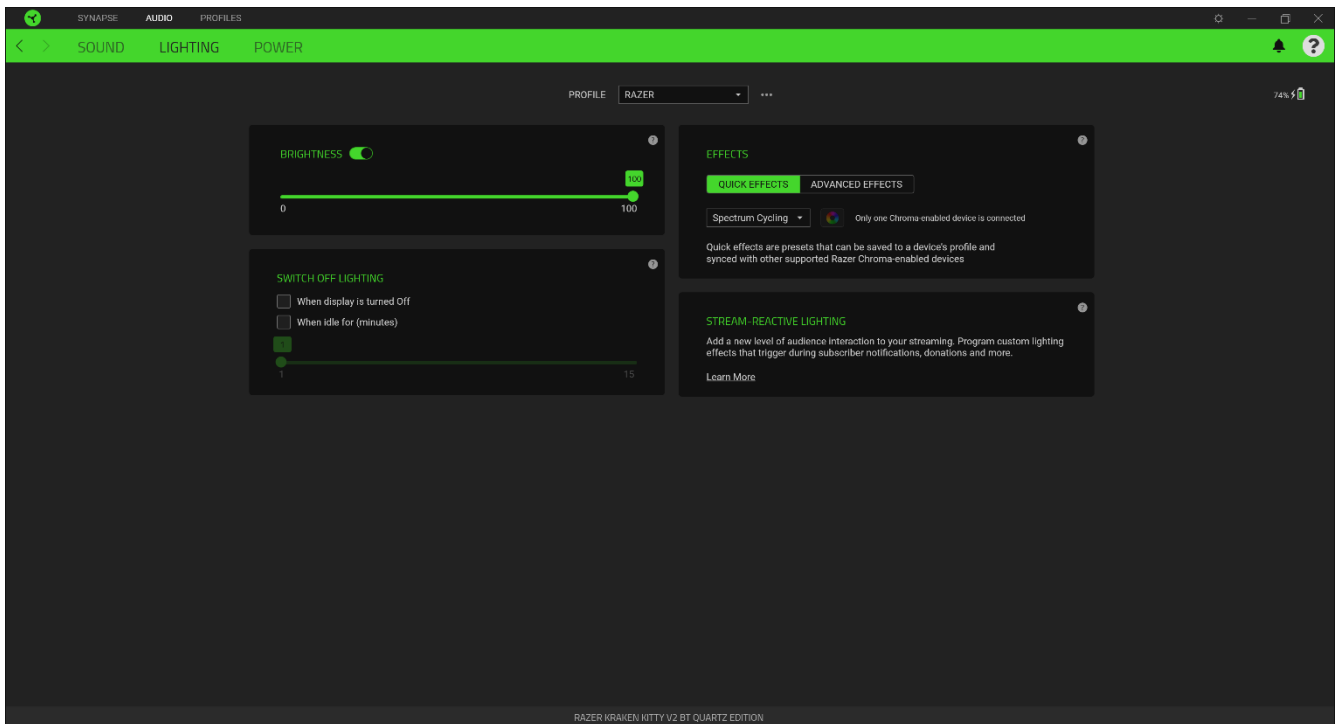 SYNAPSE AUDIO PROFILES
SOUND LIGHTING POWER
?
PROFILE RAZER
74%
BRIGHTNESS
?
100
0 100
SWITCH OFF LIGHTING
?
When display is turned Off
When idle for (minutes)
1
1 15
EFFECTS
?
QUICK EFFECTS ADVANCED EFFECTS
Spectrum Cycling Only one Chroma-enabled device is connected
Quick effects are presets that can be saved to a device's profile and
synced with other supported Razer Chroma-enabled devices
STREAM-REACTIVE LIGHTING
?
Add a new level of audience interaction to your streaming. Program custom lighting
effects that trigger during subscriber notifications, donations and more.
Learn More
RAZER KRAKEN KITTY V2 BT QUARTZ EDITION